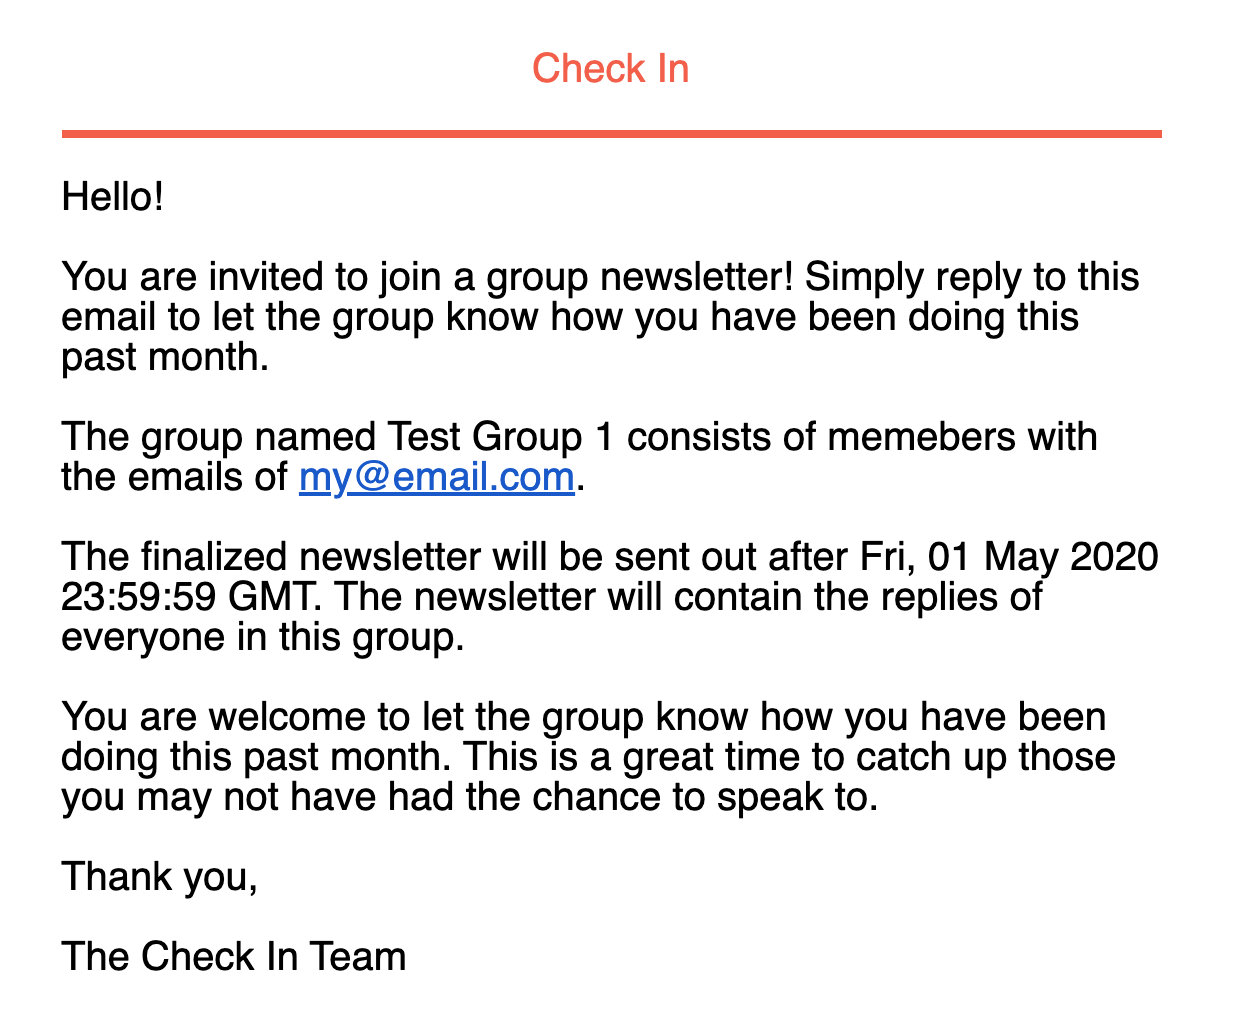 Check In
Hello!
You are invited to join a group newsletter! Simply reply to this
email to let the group know how you have been doing this
past month.
The group named Test Group 1 consists of memebers with
the emails of my@email.com.
The finalized newsletter will be sent out after Fri, 01 May 2020
23:59:59 GMT. The newsletter will contain the replies of
everyone in this group.
You are welcome to let the group know how you have been
doing this past month. This is a great time to catch up those
you may not have had the chance to speak to.
Thank you,
The Check In Team